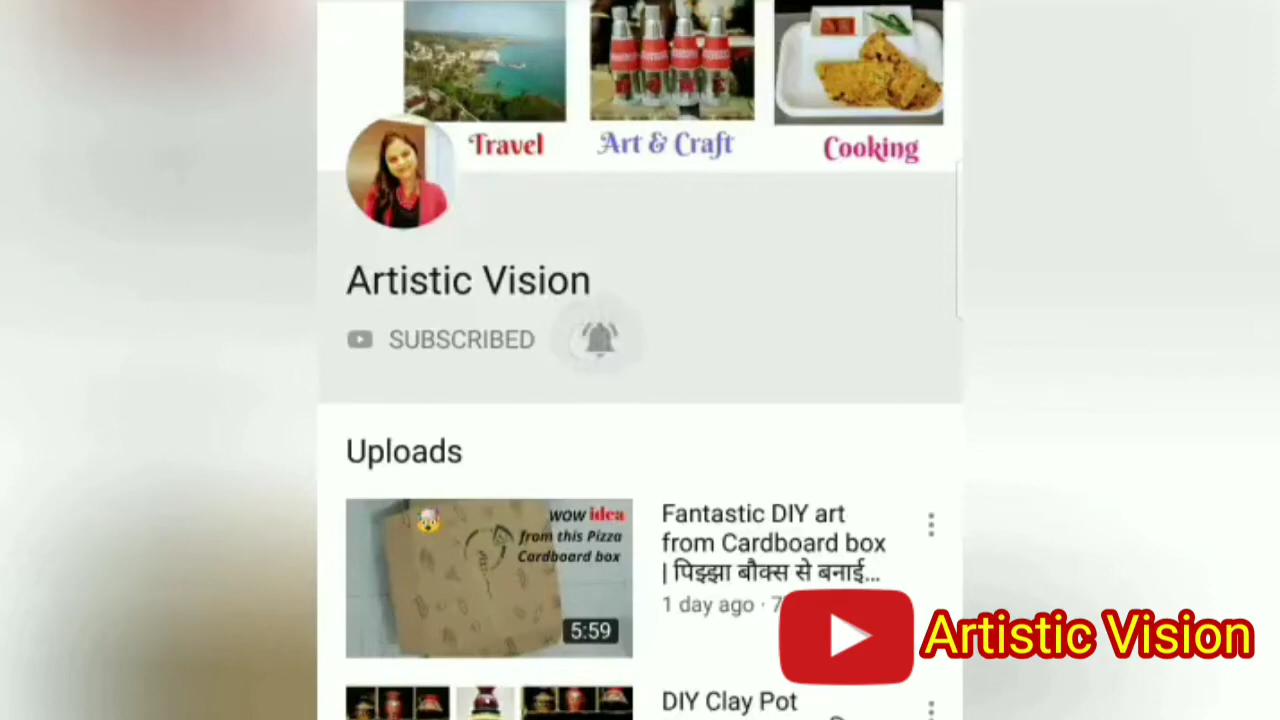 Travel
Art & Craft
Cooking
Artistic Vision
SUBSCRIBED
Uploads
wow idea
from this Pizza
Cardboard box
5:59
Fantastic DIY art
from Cardboard box
| पिझ्झा बौक्स से बनाई...
1 day ago · 7
Artistic Vision
DIY Clay Pot